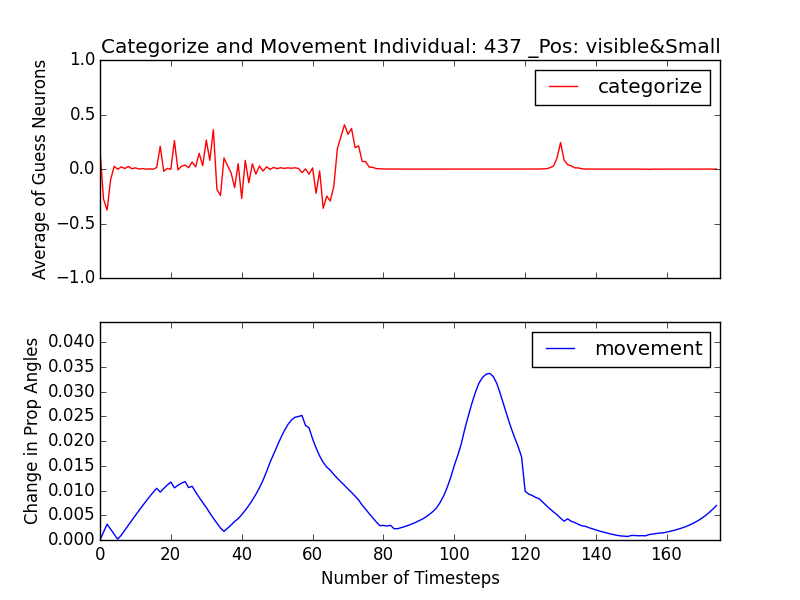 Categorize and Movement Individual: 437 _Pos: visible&Small
1.0
0.5
0.0
−0.5
−1.0
Average of Guess Neurons
categorize
0.040
0.035
0.030
0.025
0.020
0.015
0.010
0.005
0.000
Change in Prop Angles
movement
0 20 40 60 80 100 120 140 160
Number of Timesteps